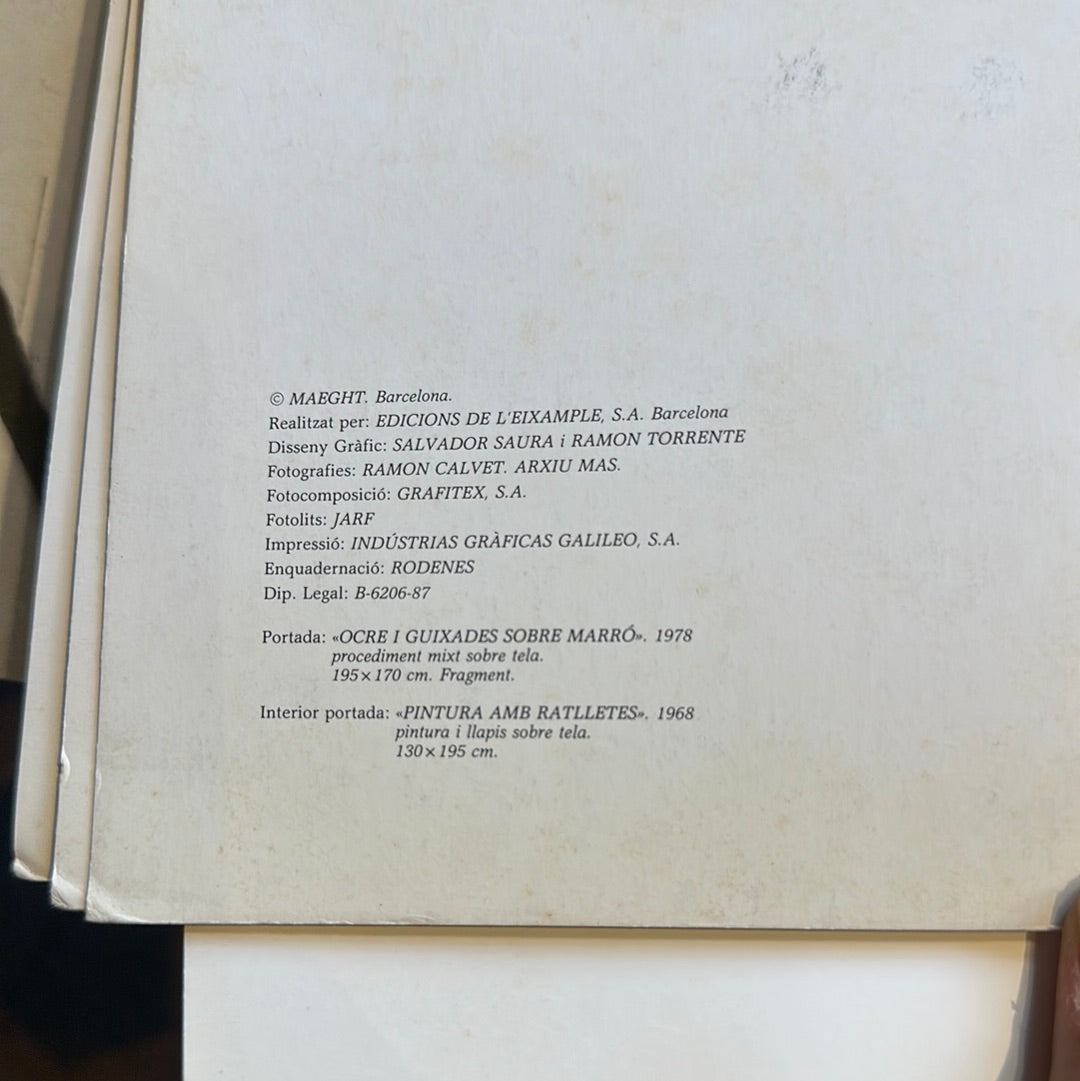 © MAEGHT. Barcelona.
Realitzat per: EDICIONS DE L'EIXAMPLE, S.A. Barcelona
Disseny Gràfic: SALVADOR SAURA i RAMON TORRENTE
Fotografies: RAMON CALVET. ARXIU MAS.
Fotocomposició: GRAFITEX, S.A.
Fotolits: JARF
Impressió: INDÚSTRIAS GRÀFICAS GALILEO, S.A.
Enquadernació: RODENES
Dip. Legal: B-6206-87
Portada: «OCRE I GUIXADES SOBRE MARRÓ». 1978
procediment mixt sobre tela.
195×170 cm. Fragment.
Interior portada: «PINTURA AMB RATLLETES». 1968
pintura i llapis sobre tela.
130×195 cm.